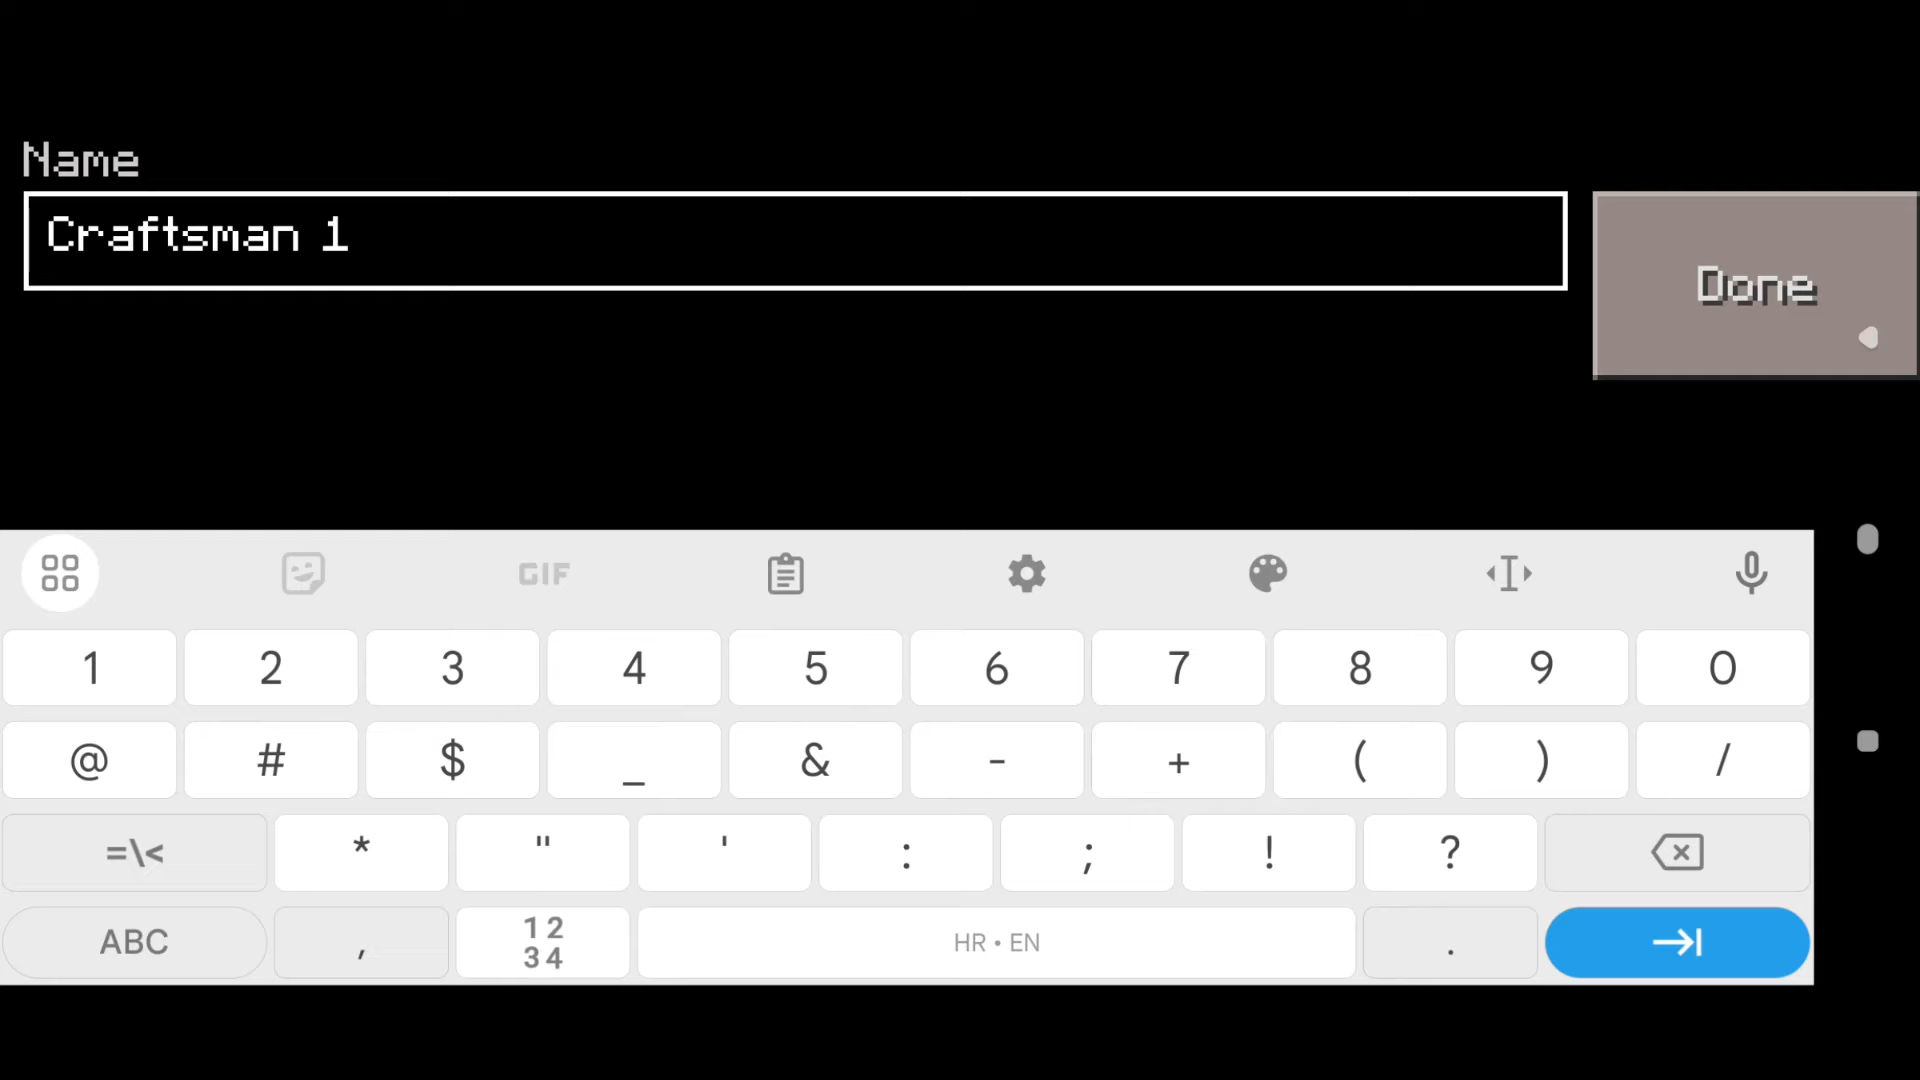 Name
Craftsman 1
Done
GIF
1 2 3 4 5 6 7 8 9 0
@ # $ _ & - + ( ) /
=\< * " ' : ; ! ?
ABC , 12 34 HR • EN .